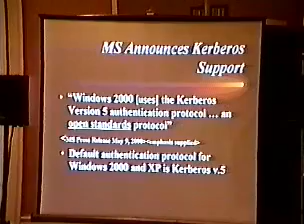 MS Announces Kerberos
Support
• "Windows 2000 [uses] the Kerberos
Version 5 authentication protocol ... an
open standards protocol"
<MS Press Release May 9, 2000><emphasis supplied>
• Default authentication protocol for
Windows 2000 and XP is Kerberos v.5